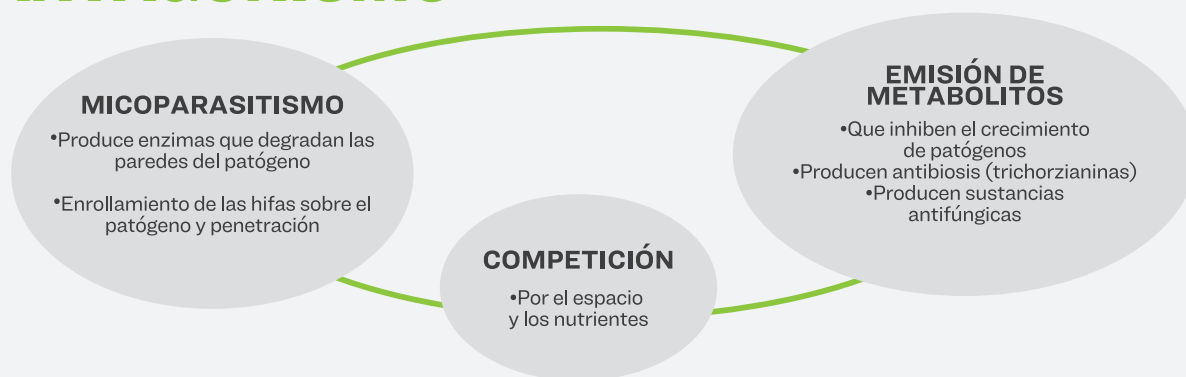 MICOPARASITISMO
•Produce enzimas que degradan las
paredes del patógeno
•Enrollamiento de las hifas sobre el
patógeno y penetración
COMPETICIÓN
•Por el espacio
y los nutrientes
EMISIÓN DE
METABOLITOS
•Que inhiben el crecimiento
de patógenos
•Producen antibiosis (trichorzianinas)
•Producen sustancias
antifúngicas